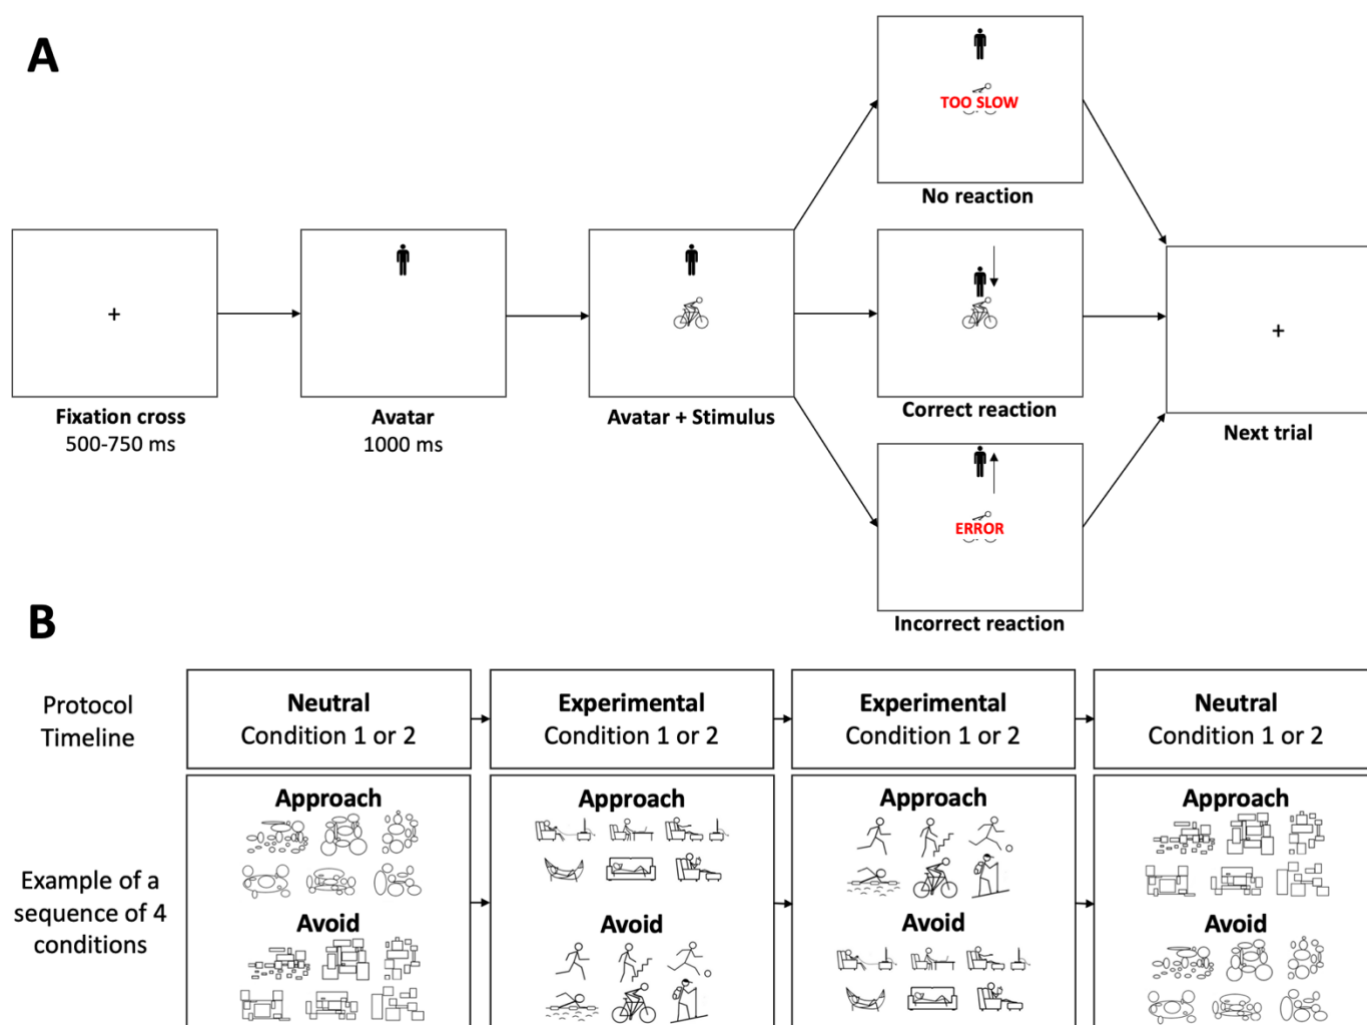 A
TOO SLOW
No reaction
+
Fixation cross
500-750 ms
Avatar
1000 ms
Avatar + Stimulus
Correct reaction
+
Next trial
ERROR
Incorrect reaction
B
Protocol
Timeline
Neutral
Condition 1 or 2
Experimental
Condition 1 or 2
Experimental
Condition 1 or 2
Neutral
Condition 1 or 2
Example of a
sequence of 4
conditions
Approach
Avoid
Approach
Avoid
Approach
Avoid
Approach
Avoid